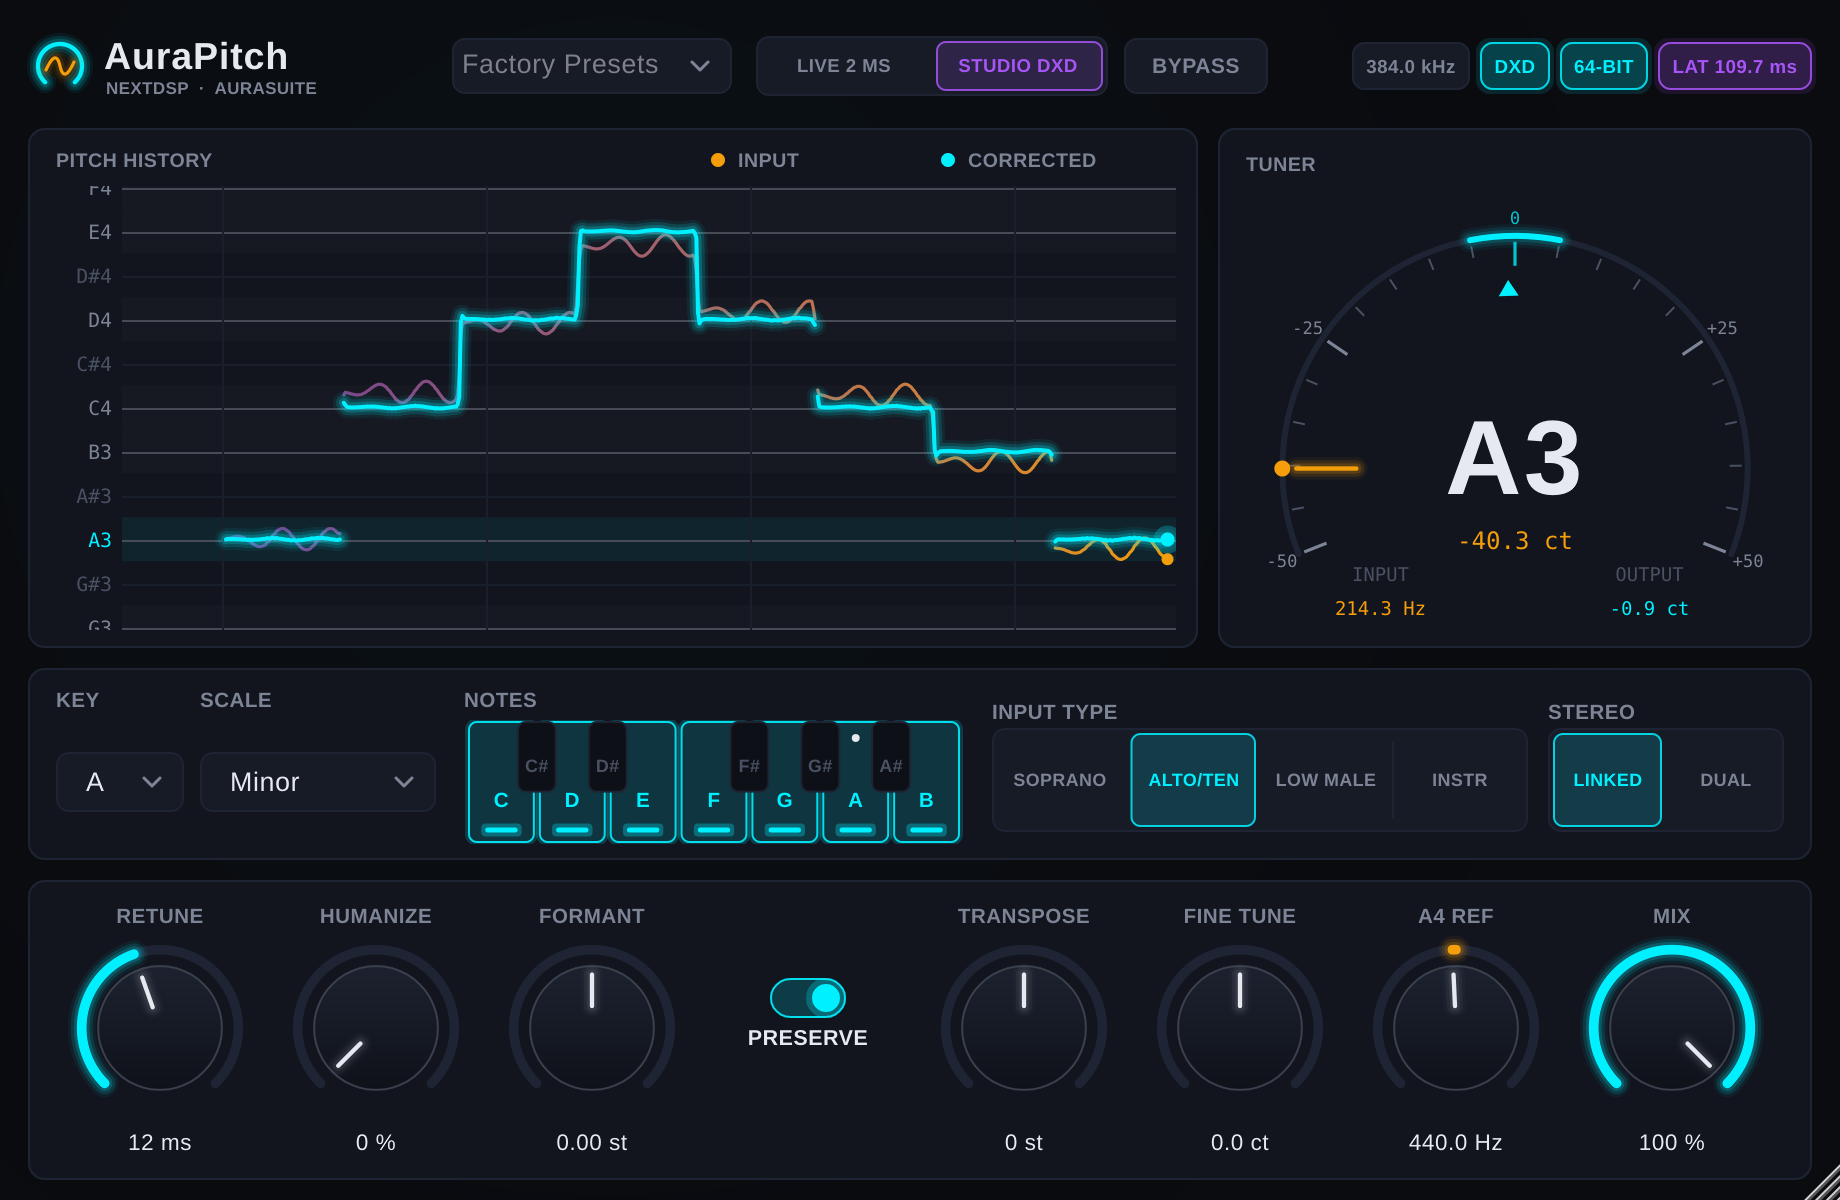 AuraPitch
NEXTDSP · AURASUITE
Factory Presets
LIVE 2 MS
STUDIO DXD
BYPASS
384.0 kHz
DXD
64-BIT
LAT 109.7 ms
PITCH HISTORY
INPUT
CORRECTED
F4
E4
D#4
D4
C#4
C4
B3
A#3
A3
G#3
G3
TUNER
0
-25
+25
A3
-40.3 ct
-50
+50
INPUT
OUTPUT
214.3 Hz
-0.9 ct
KEY
SCALE
NOTES
INPUT TYPE
STEREO
A
Minor
C#
D#
F#
G#
A#
C
D
E
F
G
A
B
SOPRANO
ALTO/TEN
LOW MALE
INSTR
LINKED
DUAL
RETUNE
HUMANIZE
FORMANT
TRANSPOSE
FINE TUNE
A4 REF
MIX
PRESERVE
12 ms
0 %
0.00 st
0 st
0.0 ct
440.0 Hz
100 %